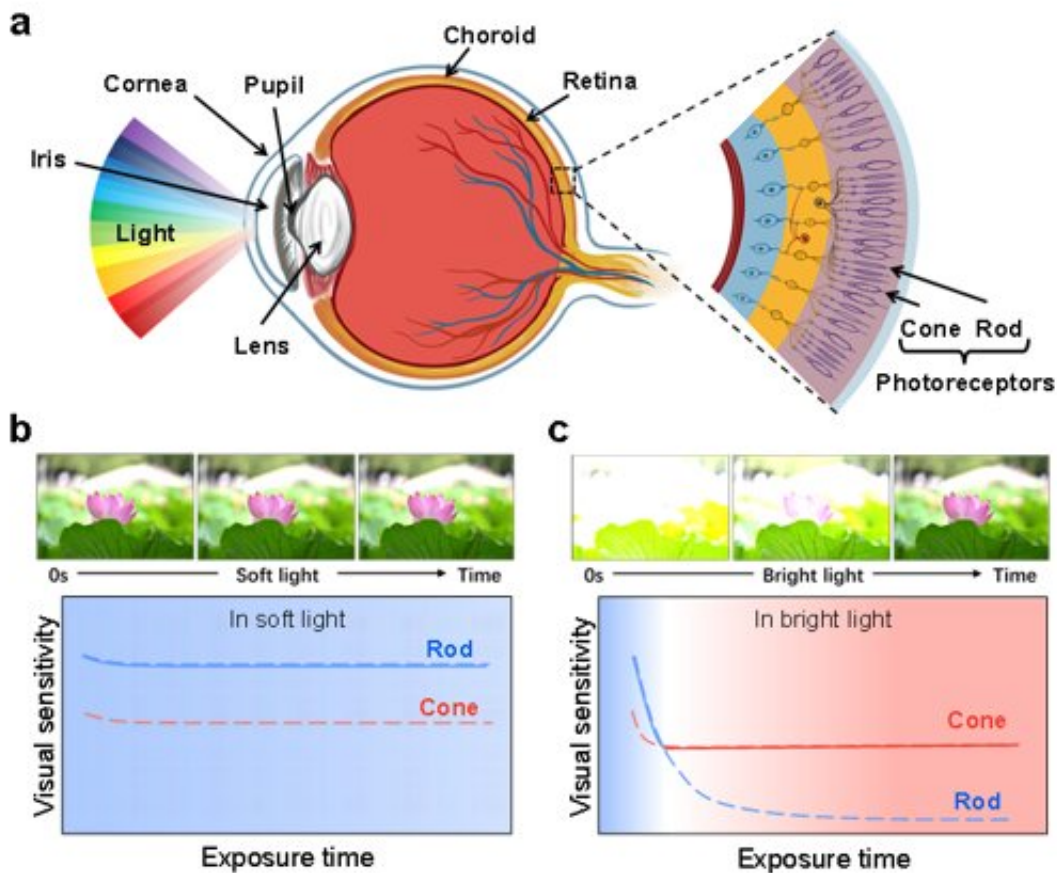 a
Choroid
Cornea
Pupil
Retina
Iris
Light
Lens
Cone Rod
Photoreceptors
b
0s
Soft light
Time
In soft light
Rod
Cone
Visual sensitivity
Exposure time
c
0s
Bright light
Time
In bright light
Cone
Rod
Visual sensitivity
Exposure time